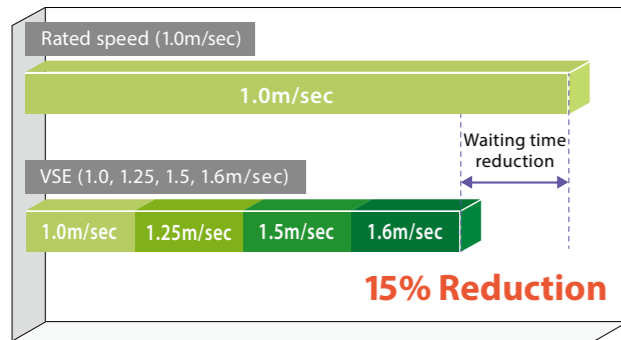 Rated speed (1.0m/sec)
1.0m/sec
Waiting time
reduction
VSE (1.0, 1.25, 1.5, 1.6m/sec)
1.0m/sec 1.25m/sec 1.5m/sec 1.6m/sec
15% Reduction